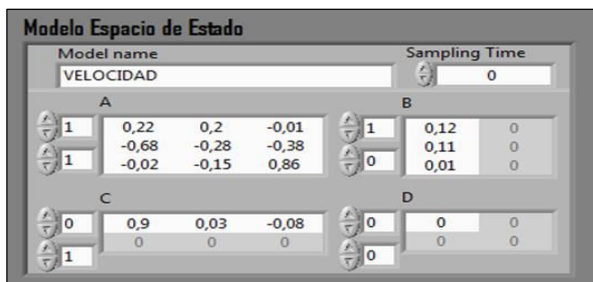 Modelo Espacio de Estado
Model name Sampling Time
VELOCIDAD 0
A B
1 0,22 0,2 -0,01 1 0,12 0
-0,68 -0,28 -0,38 0,11 0
1 -0,02 -0,15 0,86 0 0,01 0
C D
0 0,9 0,03 -0,08 0 0 0
0 0 0 0 0
1 0